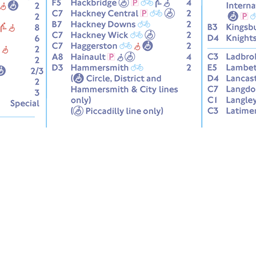 2
2
8
6
2
2
2/3
2
3
Special
F5 Hackbridge P 4
C7 Hackney Central P 2
B7 Hackney Downs 2
C7 Hackney Wick 2
C7 Haggerston 2
A8 Hainault P 4
D3 Hammersmith 2
( Circle, District and
Hammersmith & City lines
only)
( Piccadilly line only)
Interna
P
B3 Kingsbu
D4 Knights
C3 Ladbro
E5 Lambet
D4 Lancast
C7 Langdo
C1 Langley
C3 Latimer